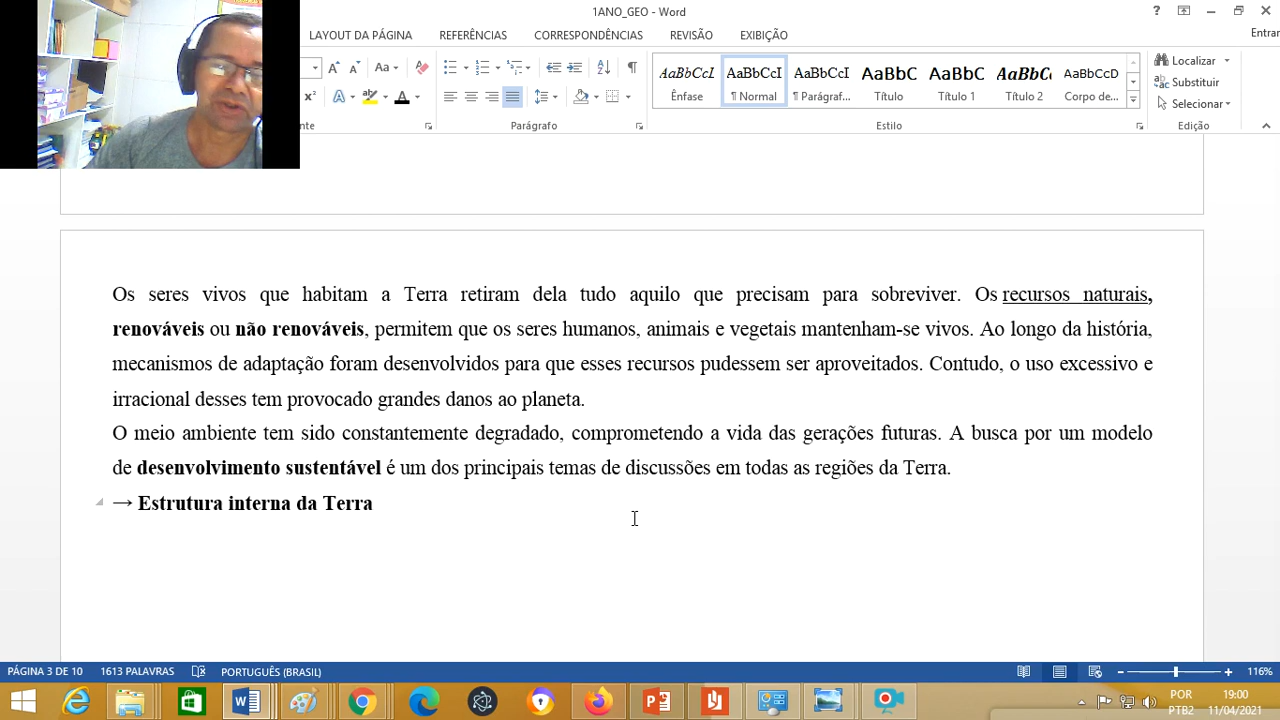 1ANO_GEO - Word
?
LAYOUT DA PÁGINA REFERÊNCIAS CORRESPONDÊNCIAS REVISÃO EXIBIÇÃO Entrar
Aa
AaBbCcI AaBbCcI AaBbCcI AaBbC AaBbC AaBbCc AaBbCcD
Ênfase ¶ Normal ¶ Parágraf... Título Título 1 Título 2 Corpo de...
Localizar
Substituir
Selecionar
Parágrafo Estilo Edição
Os seres vivos que habitam a Terra retiram dela tudo aquilo que precisam para sobreviver. Os recursos naturais,
renováveis ou não renováveis, permitem que os seres humanos, animais e vegetais mantenham-se vivos. Ao longo da história,
mecanismos de adaptação foram desenvolvidos para que esses recursos pudessem ser aproveitados. Contudo, o uso excessivo e
irracional desses tem provocado grandes danos ao planeta.
O meio ambiente tem sido constantemente degradado, comprometendo a vida das gerações futuras. A busca por um modelo
de desenvolvimento sustentável é um dos principais temas de discussões em todas as regiões da Terra.
→ Estrutura interna da Terra
PÁGINA 3 DE 10 1613 PALAVRAS PORTUGUÊS (BRASIL) 116%
POR 19:00
PTB2 11/04/2021